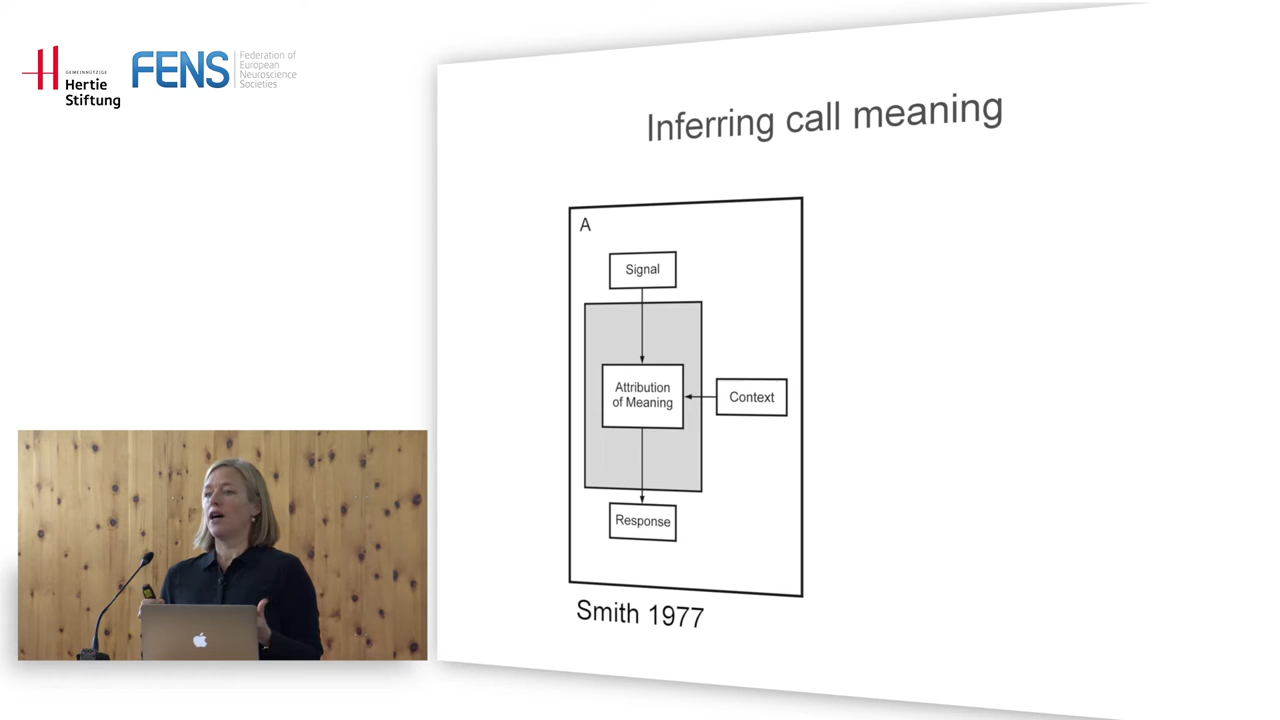 GEMEINNÜTZIGE
Hertie
Stiftung
FENS
Federation of
European
Neuroscience
Societies
Inferring call meaning
A
Signal
Attribution
of Meaning
Context
Response
Smith 1977